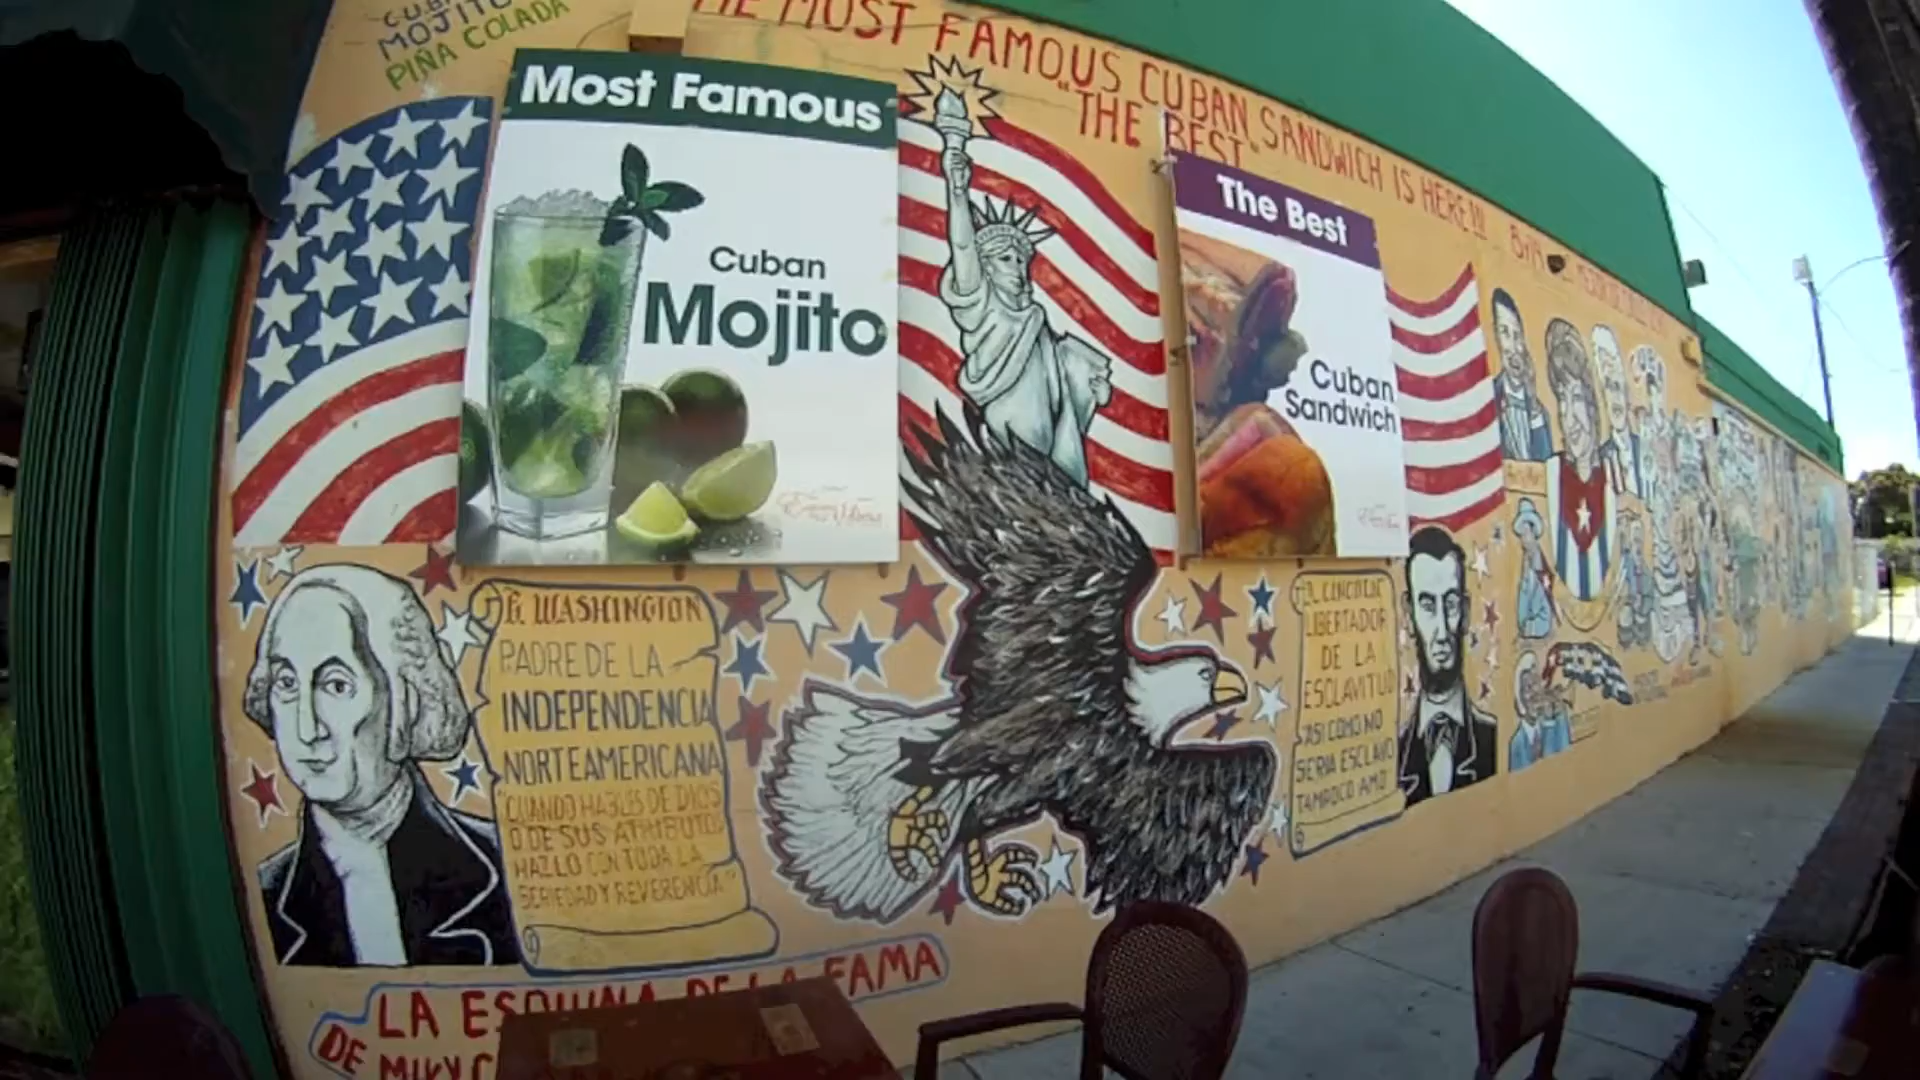 MOJITO
PIÑA COLADA
MOST FAMOUS CUBAN SANDWICH IS HERE!!!
"THE BEST"
Most Famous
Cuban
Mojito
The Best
Cuban
Sandwich
G. WASHINGTON
PADRE DE LA
INDEPENDENCIA
NORTEAMERICANA
"CUANDO HABLES DE DIOS
O DE SUS ATRIBUTOS
HAZLO CON TODA LA
SERIEDAD Y REVERENCIA"
LIBERTADOR
DE LA
ESCLAVITUD
"ASI COMO NO
SERIA ESCLAVO
TAMPOCO AMO"
LA ESQUINA DE LA FAMA
DE